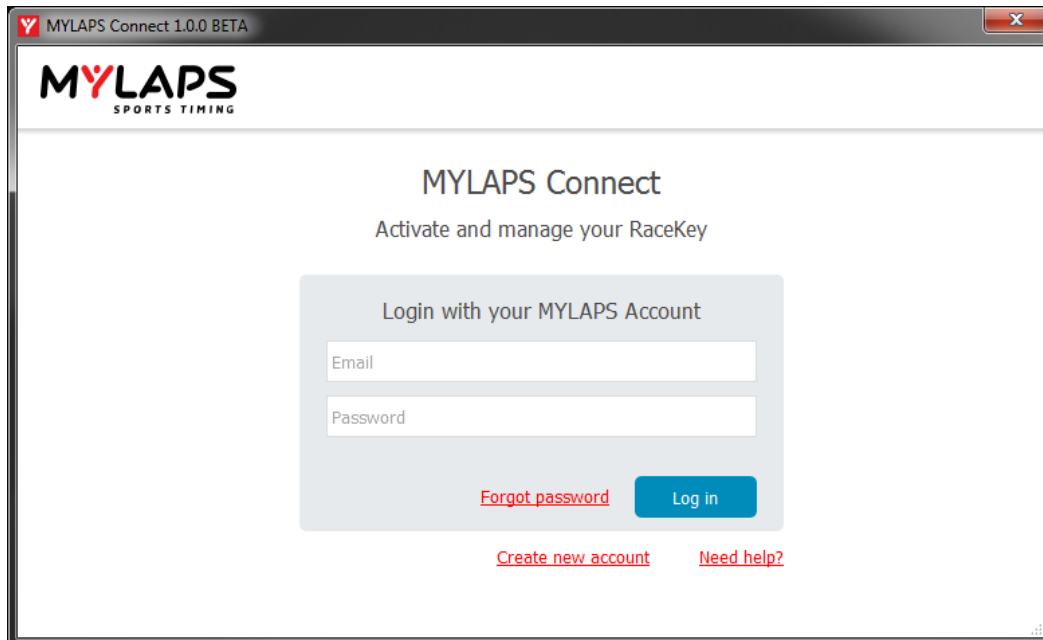 MYLAPS Connect 1.0.0 BETA
MYLAPS
SPORTS TIMING
MYLAPS Connect
Activate and manage your RaceKey
Login with your MYLAPS Account
Email
Password
Forgot password Log in
Create new account Need help?